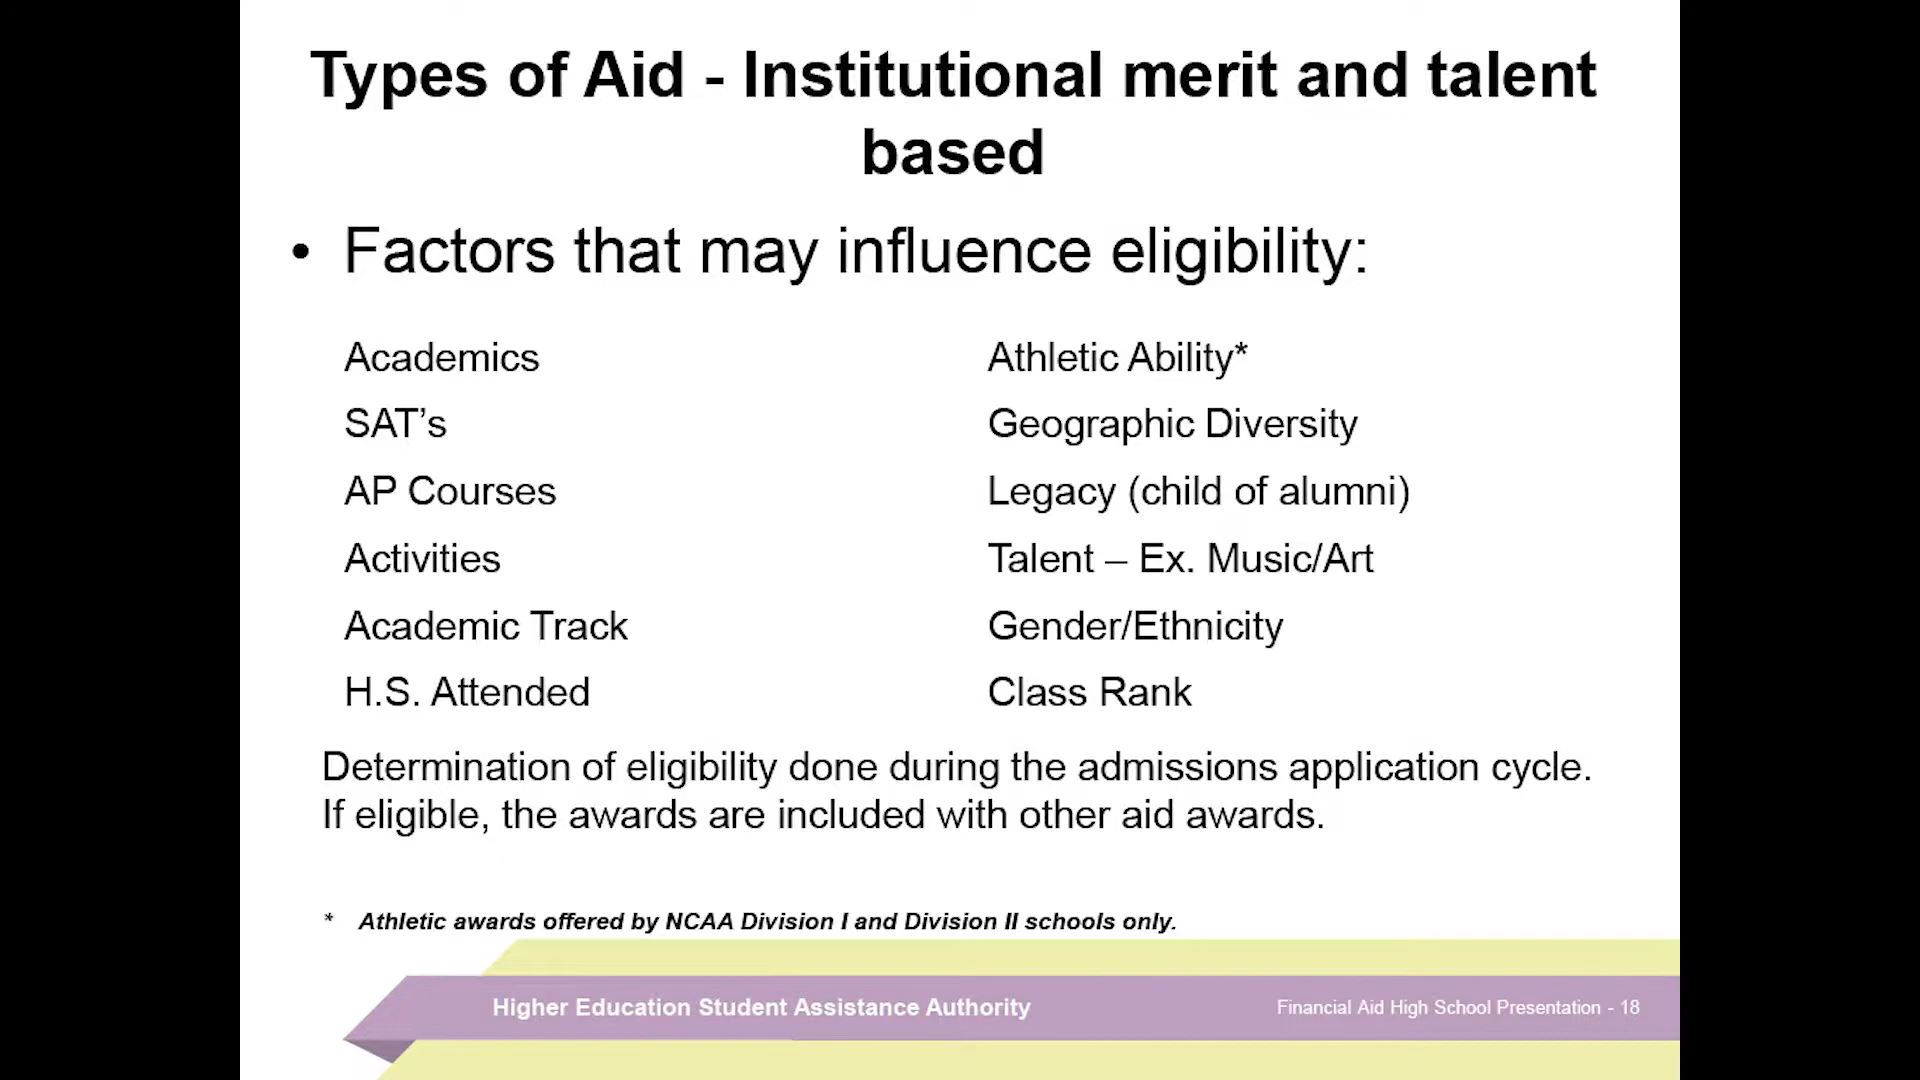 Types of Aid - Institutional merit and talent
based
• Factors that may influence eligibility:
Academics
SAT’s
AP Courses
Activities
Academic Track
H.S. Attended
Athletic Ability*
Geographic Diversity
Legacy (child of alumni)
Talent – Ex. Music/Art
Gender/Ethnicity
Class Rank
Determination of eligibility done during the admissions application cycle.
If eligible, the awards are included with other aid awards.
* Athletic awards offered by NCAA Division I and Division II schools only.
Higher Education Student Assistance Authority
Financial Aid High School Presentation - 18